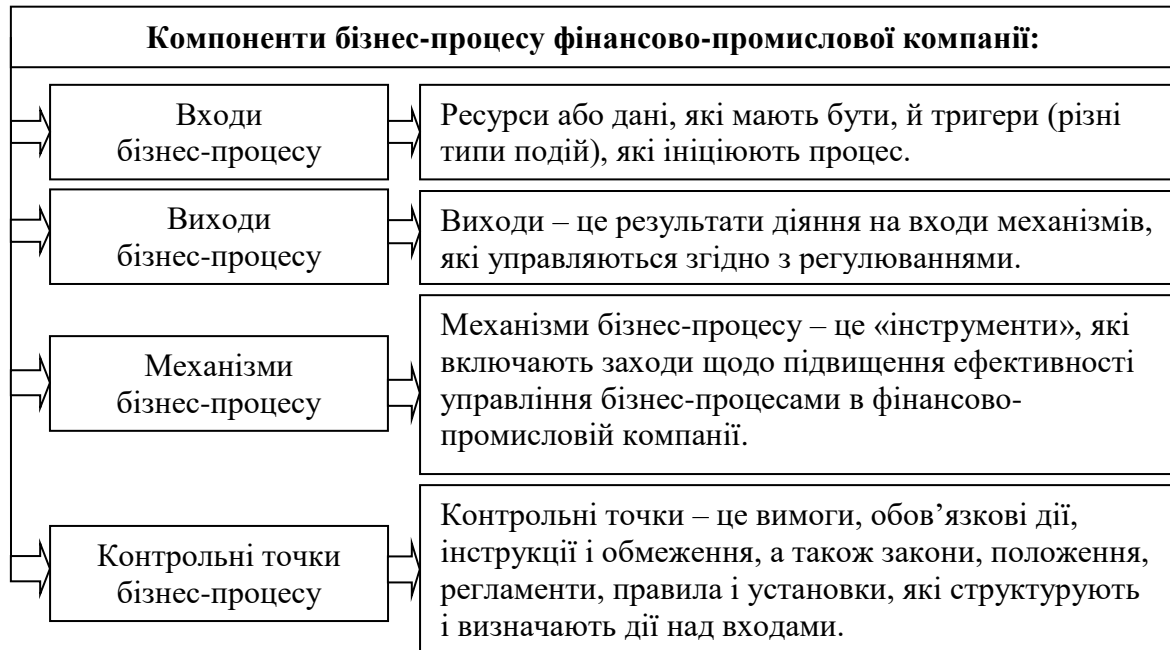 Компоненти бізнес-процесу фінансово-промислової компанії:
Входи
бізнес-процесу
Ресурси або дані, які мають бути, й тригери (різні
типи подій), які ініціюють процес.
Виходи
бізнес-процесу
Виходи – це результати діяння на входи механізмів,
які управляються згідно з регулюваннями.
Механізми
бізнес-процесу
Механізми бізнес-процесу – це «інструменти», які
включають заходи щодо підвищення ефективності
управління бізнес-процесами в фінансово-
промисловій компанії.
Контрольні точки
бізнес-процесу
Контрольні точки – це вимоги, обов’язкові дії,
інструкції і обмеження, а також закони, положення,
регламенти, правила і установки, які структурують
і визначають дії над входами.